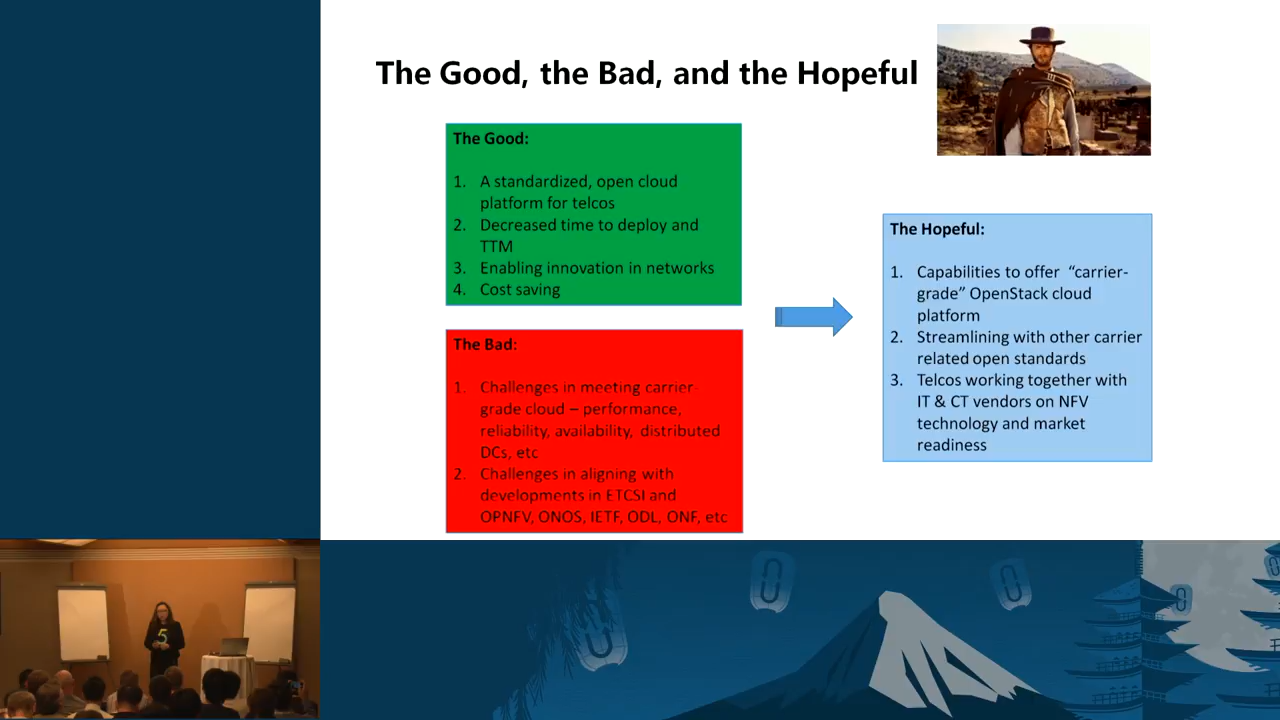 The Good, the Bad, and the Hopeful
The Good:
1. A standardized, open cloud
platform for telcos
2. Decreased time to deploy and
TTM
3. Enabling innovation in networks
4. Cost saving
The Bad:
1. Challenges in meeting carrier-
grade cloud – performance,
reliability, availability, distributed
DCs, etc
2. Challenges in aligning with
developments in ETCSI and
OPNFV, ONOS, IETF, ODL, ONF, etc
The Hopeful:
1. Capabilities to offer “carrier-
grade” OpenStack cloud
platform
2. Streamlining with other carrier
related open standards
3. Telcos working together with
IT & CT vendors on NFV
technology and market
readiness
5